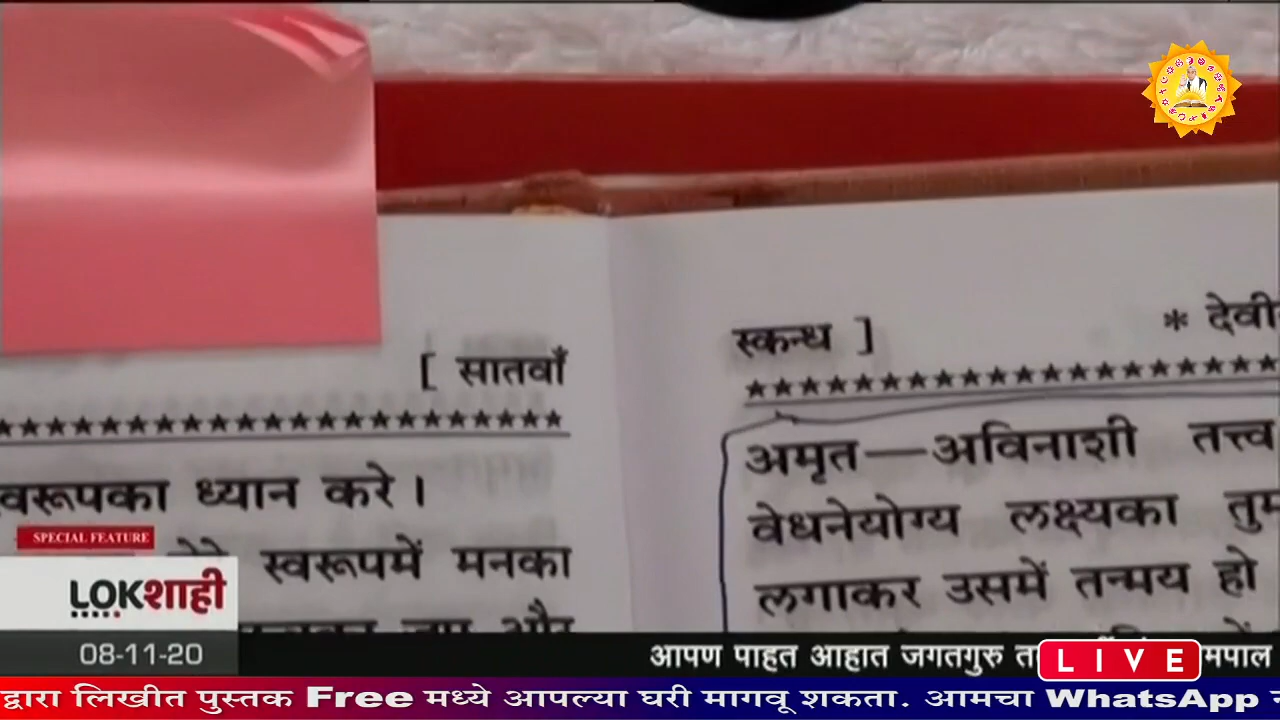 [ सातवाँ
★★★★★★★★★★★★★★★★★★★★★★
वरूपका ध्यान करे ।
स्वरूपमें मनका
और
स्कन्ध ]
* देवी
★★★★★★★★★★★★★★★★★★★★
अमृत—अविनाशी तत्त्व
वेधनेयोग्य लक्ष्यका तुम
लगाकर उसमें तन्मय हो
SPECIAL FEATURE
LOKशाही
08-11-20
आपण पाहत आहात जगतगुरु
LIVE
मपाल
द्वारा लिखीत पुस्तक Free मध्ये आपल्या घरी मागवू शकता. आमचा WhatsApp